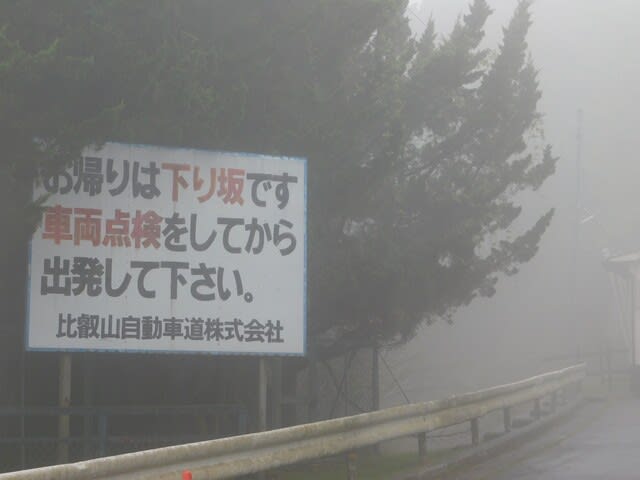 お帰りは下り坂です
車両点検をしてから
出発して下さい。
比叡山自動車道株式会社